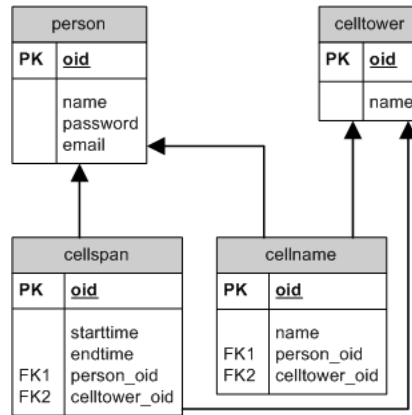 person
PK oid
name
password
email
celltower
PK oid
name
cellspan
PK oid
starttime
endtime
FK1 person_oid
FK2 celltower_oid
cellname
PK oid
name
FK1 person_oid
FK2 celltower_oid